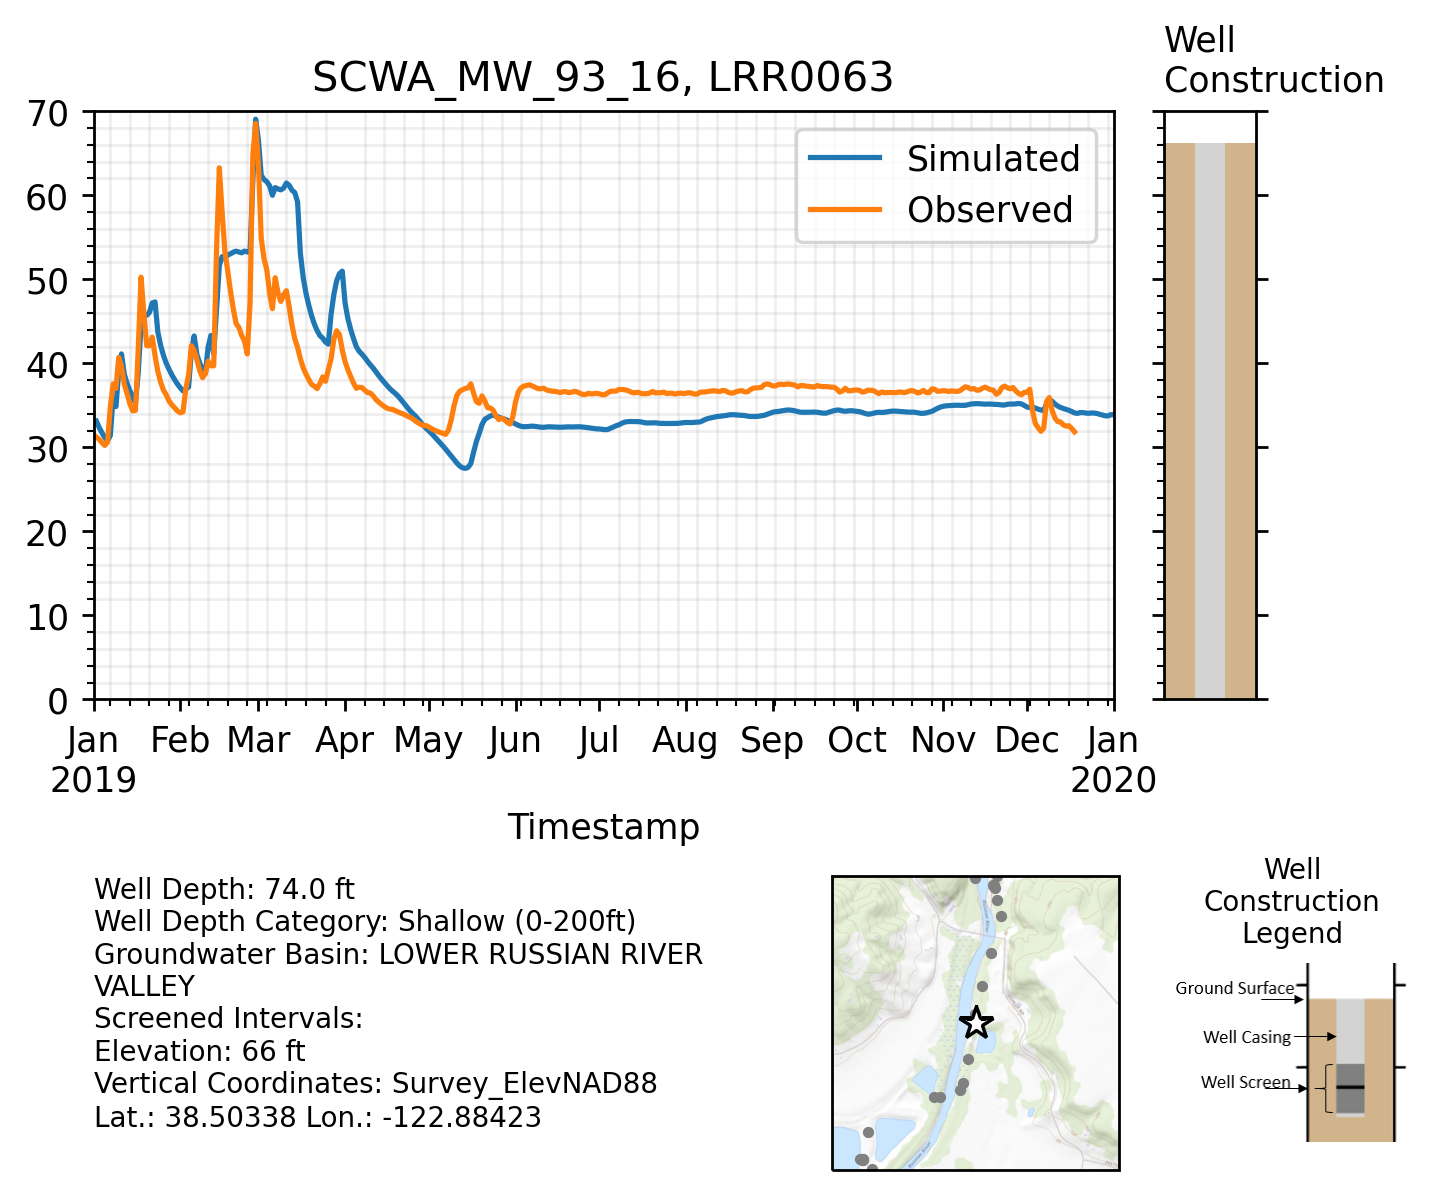 Well
Construction
SCWA_MW_93_16, LRR0063
70
60
50
40
30
20
10
0
Simulated
Observed
Jan Feb Mar Apr May Jun Jul Aug Sep Oct Nov Dec Jan
2019 2020
Timestamp
Well Depth: 74.0 ft
Well Depth Category: Shallow (0-200ft)
Groundwater Basin: LOWER RUSSIAN RIVER
VALLEY
Screened Intervals:
Elevation: 66 ft
Vertical Coordinates: Survey_ElevNAD88
Lat.: 38.50338 Lon.: -122.88423
Well
Construction
Legend
Ground Surface
Well Casing
Well Screen